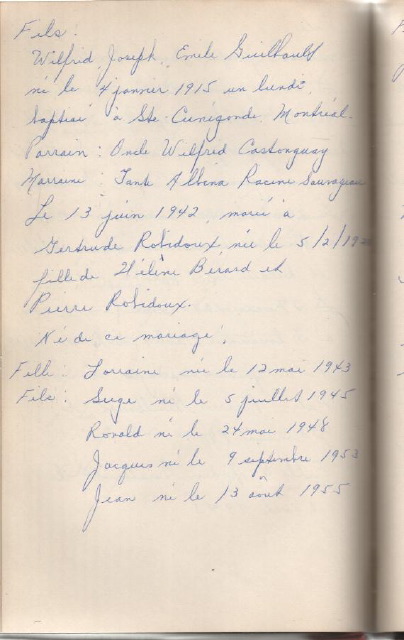 Fils:
Wilfrid Joseph Emile Guilbault
né le 4 janvier 1915 un lundi,
baptisé à Ste-Cunégonde, Montréal.
Parrain: Oncle Wilfred Castonguay
Marraine: Tante Albina Racine Sauvageau
Le 13 juin 1942, marié à
Gertrude Robidoux, née le 5/2/19
fille de Hélène Berard et
Pierre Robidoux.
Né de ce mariage,
Fille: Lorraine née le 12 mai 1943
Fils: Serge né le 5 juillet 1945
Ronald né le 24 mai 1948
Jacques né le 9 septembre 1953
Jean né le 13 août 1955